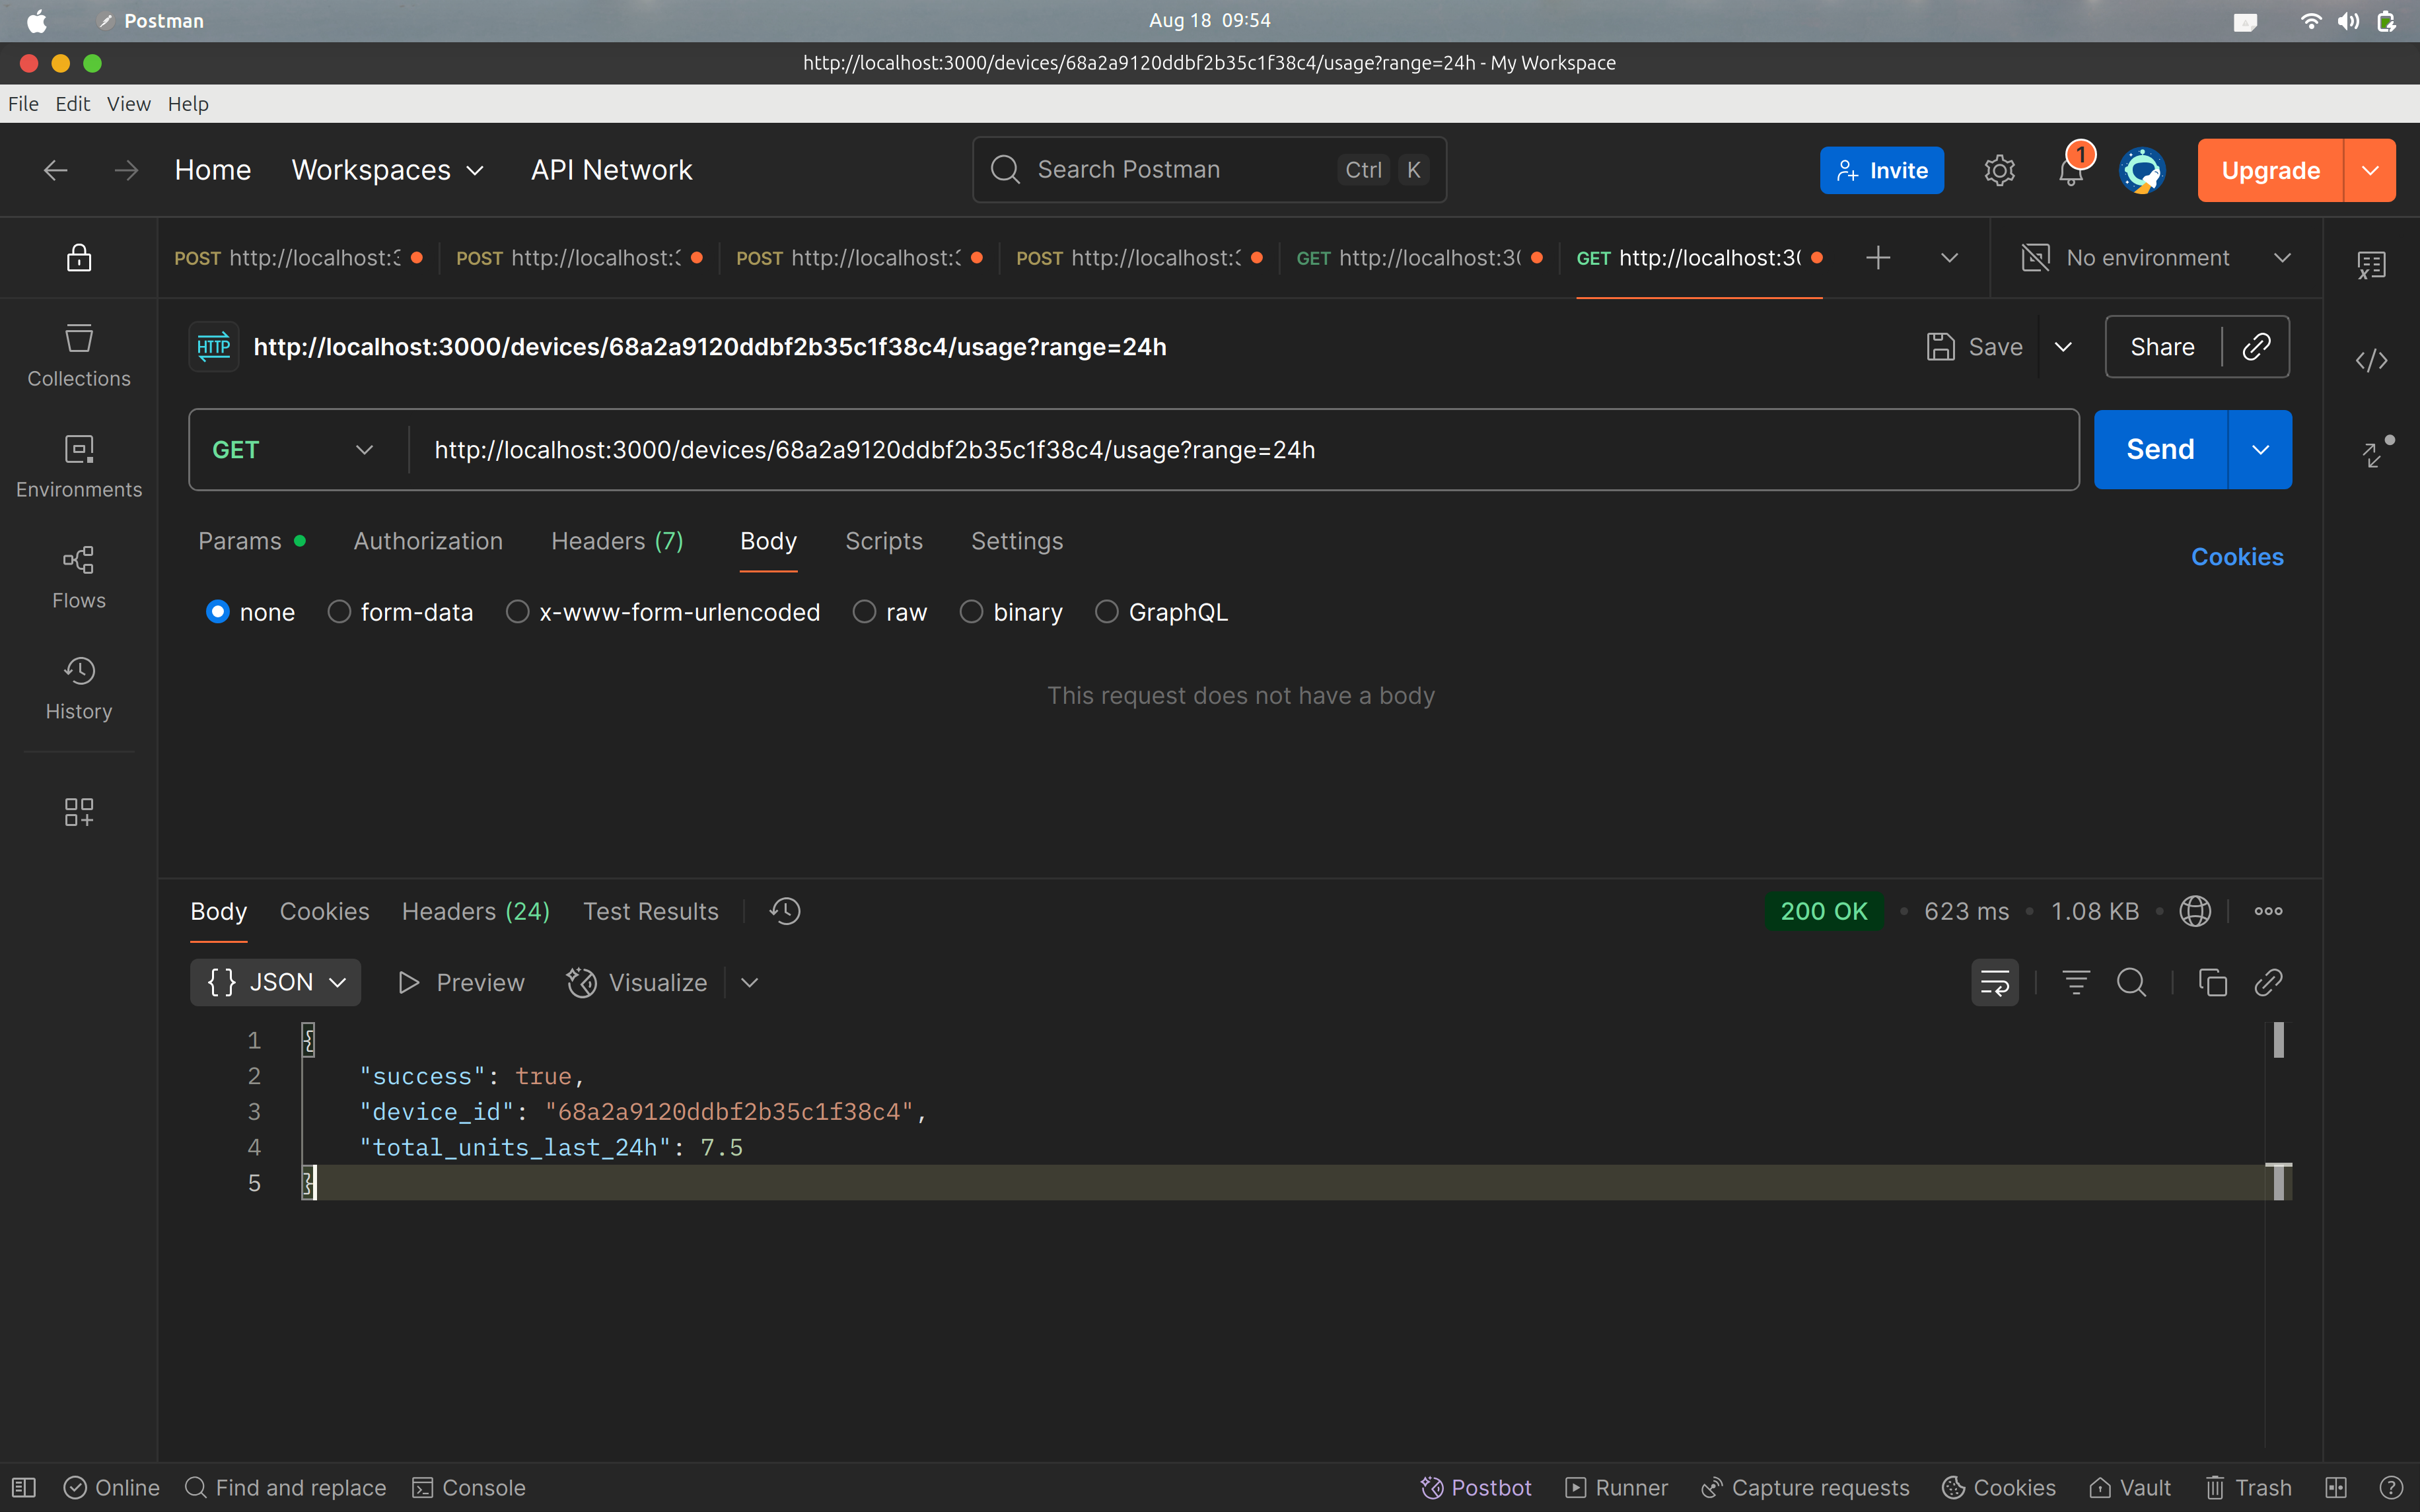 Postman
Aug 18 09:54
http://localhost:3000/devices/68a2a9120ddbf2b35c1f38c4/usage?range=24h - My Workspace
File Edit View Help
Home Workspaces API Network
Search Postman Ctrl K
Invite 1 Upgrade
POST http://localhost:3 POST http://localhost: POST http://localhost: POST http://localhost: GET http://localhost:30 GET http://localhost:30 No environment
HTTP http://localhost:3000/devices/68a2a9120ddbf2b35c1f38c4/usage?range=24h
Save Share
Collections
GET http://localhost:3000/devices/68a2a9120ddbf2b35c1f38c4/usage?range=24h Send
Environments
Params Authorization Headers (7) Body Scripts Settings Cookies
Flows
none form-data x-www-form-urlencoded raw binary GraphQL
History
This request does not have a body
Body Cookies Headers (24) Test Results 200 OK 623 ms 1.08 KB
{} JSON Preview Visualize
1 {
2 "success": true,
3 "device_id": "68a2a9120ddbf2b35c1f38c4",
4 "total_units_last_24h": 7.5
5 }
Online Find and replace Console Postbot Runner Capture requests Cookies Vault Trash